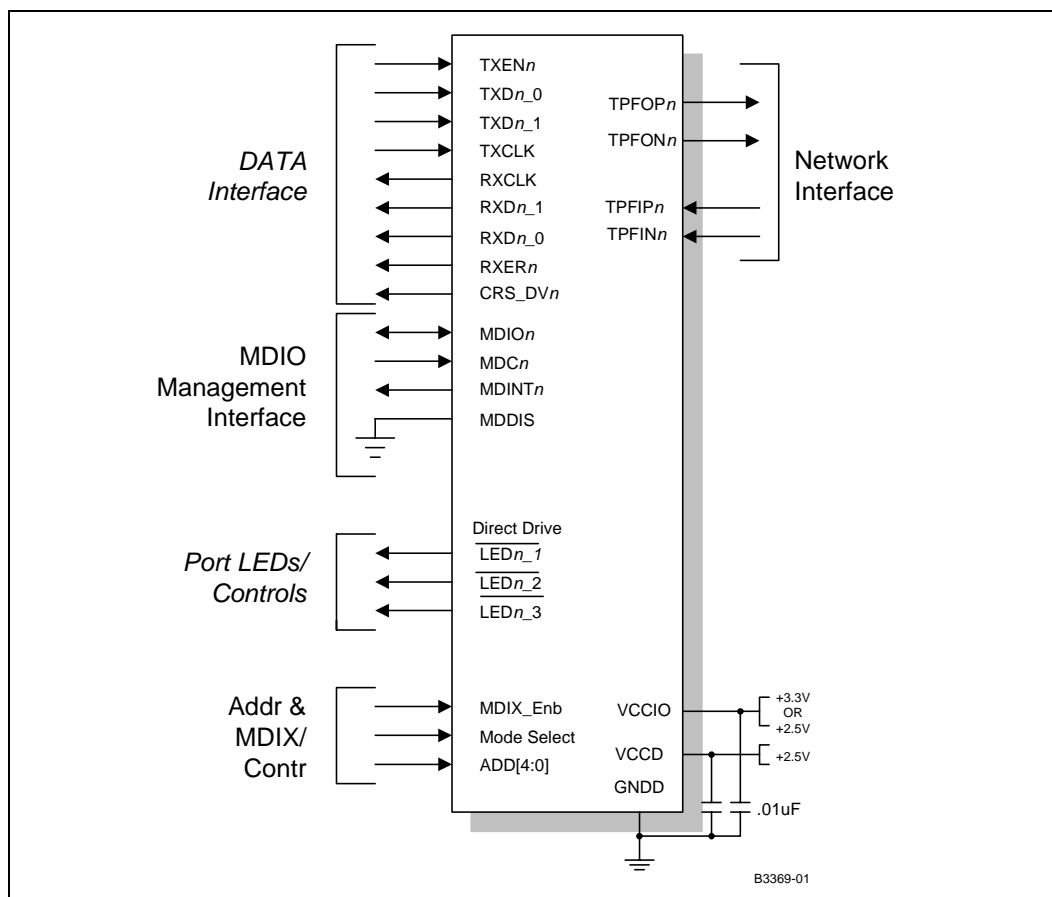 DATA
Interface
TXENn
TXDn_0
TXDn_1
TXCLK
RXCLK
RXDn_1
RXDn_0
RXERn
CRS_DVn
TPFOPn
TPFONn
TPFIPn
TPFINn
Network
Interface
MDIO
Management
Interface
MDIOn
MDCn
MDINTn
MDDIS
Port LEDs/
Controls
Direct Drive
LEDn_1
LEDn_2
LEDn_3
Addr &
MDIX/
Contr
MDIX_Enb
Mode Select
ADD[4:0]
VCCIO
VCCD
GNDD
+3.3V
OR
+2.5V
+2.5V
.01uF
B3369-01